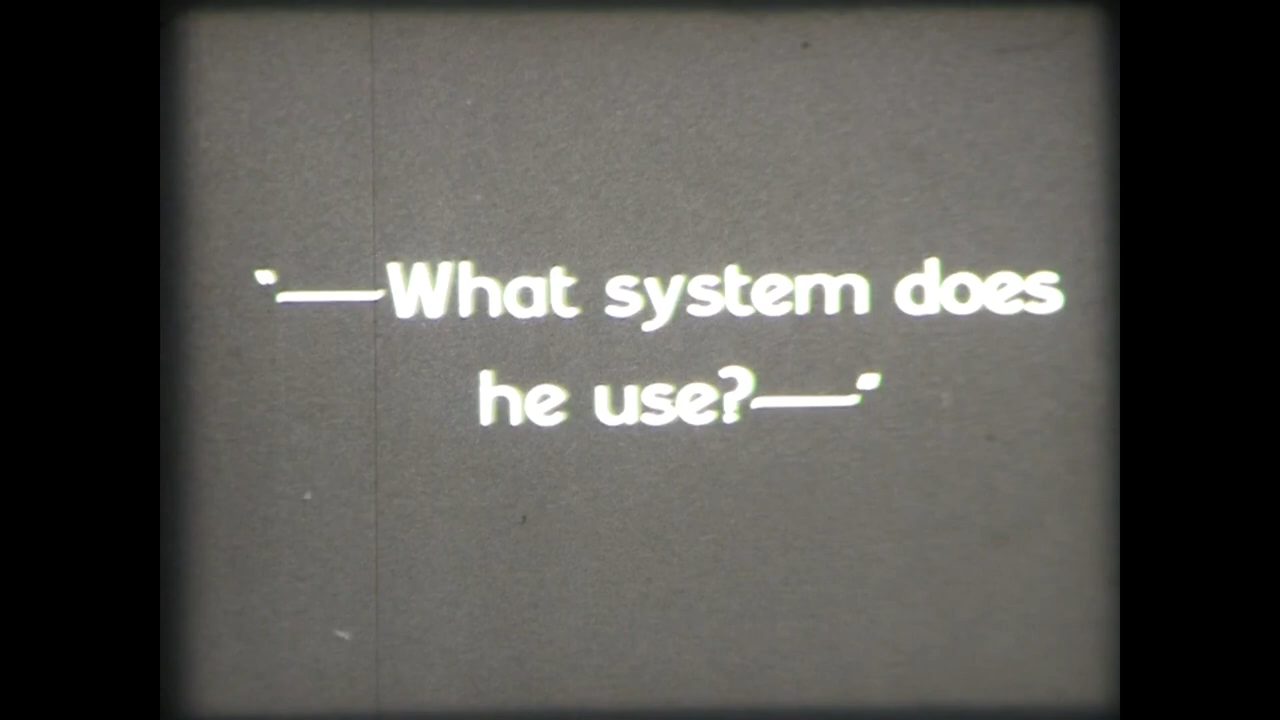 "—What system does
he use?—"